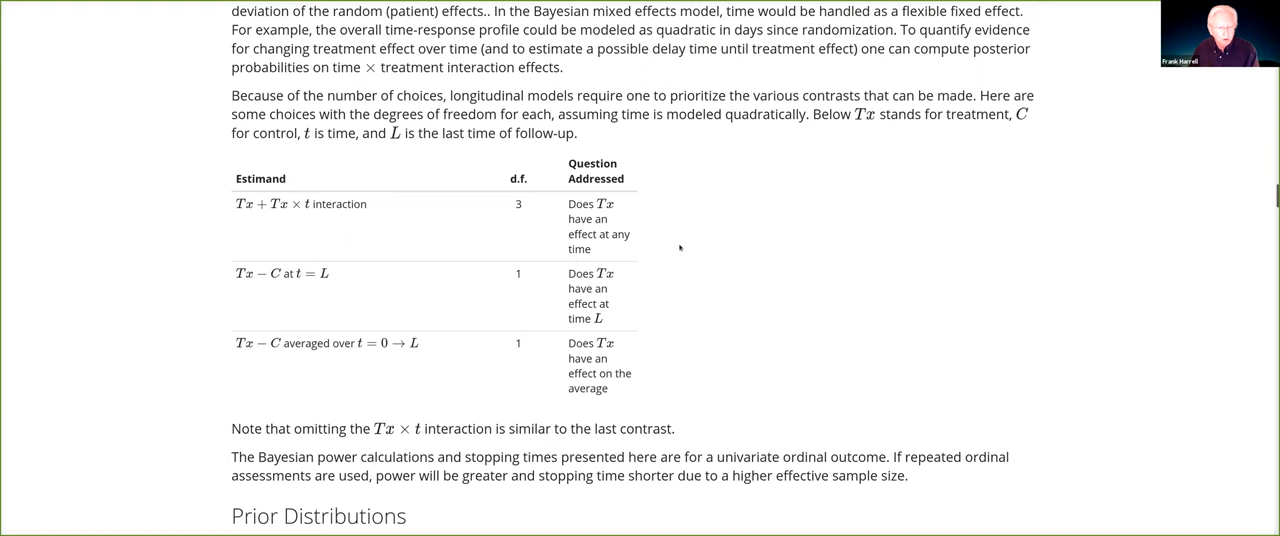 deviation of the random (patient) effects.. In the Bayesian mixed effects model, time would be handled as a flexible fixed effect.
For example, the overall time-response profile could be modeled as quadratic in days since randomization. To quantify evidence
for changing treatment effect over time (and to estimate a possible delay time until treatment effect) one can compute posterior
probabilities on time × treatment interaction effects.
Because of the number of choices, longitudinal models require one to prioritize the various contrasts that can be made. Here are
some choices with the degrees of freedom for each, assuming time is modeled quadratically. Below Tx stands for treatment, C
for control, t is time, and L is the last time of follow-up.
Question
Estimand d.f. Addressed
Tx + Tx × t interaction 3 Does Tx
have an
effect at any
time
Tx − C at t = L 1 Does Tx
have an
effect at
time L
Tx − C averaged over t = 0 → L 1 Does Tx
have an
effect on the
average
Note that omitting the Tx × t interaction is similar to the last contrast.
The Bayesian power calculations and stopping times presented here are for a univariate ordinal outcome. If repeated ordinal
assessments are used, power will be greater and stopping time shorter due to a higher effective sample size.
Prior Distributions
Frank Harrell